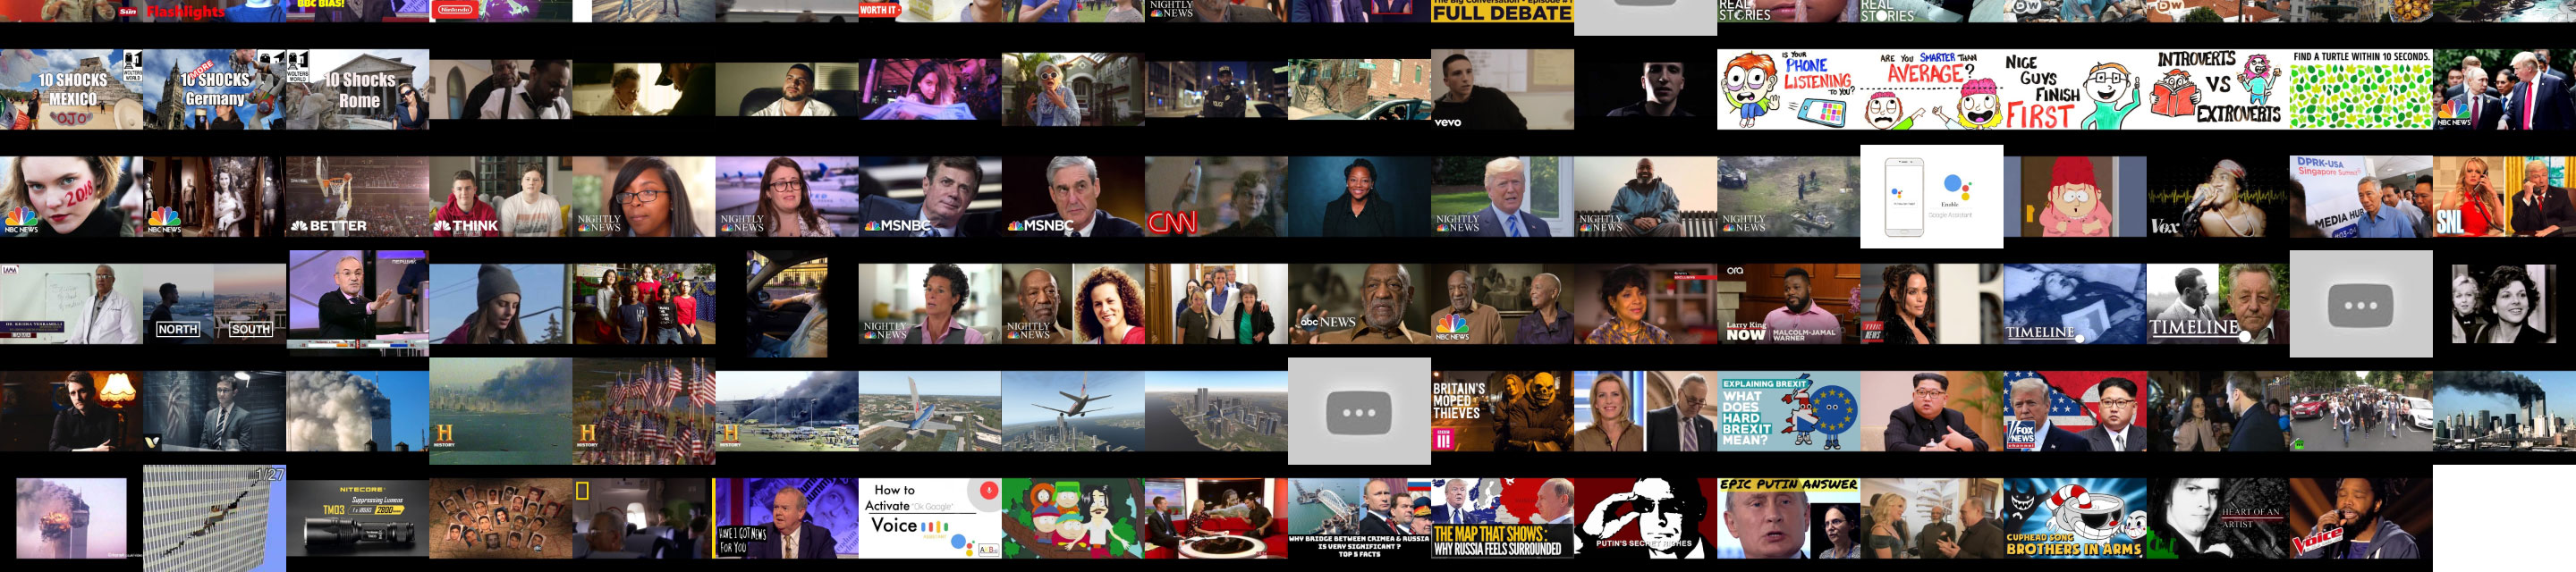 Sun
Flashlights
BBC BIAS!
Nintendo
WORTH IT
NIGHTLY
NEWS
The Big Conversation - Episode #1
FULL DEBATE
REAL
STORIES
REAL
STORIES
DW
DW
10 SHOCKS
MEXICO
OJO
WOLTERS
WORLD
10 SHOCKS
MORE
Germany
WOLTERS
WORLD
10 Shocks
Rome
vevo
IS YOUR
PHONE
LISTENING
TO YOU?
ARE YOU SMARTER THAN
AVERAGE?
NICE
GUYS
FINISH
FIRST
INTROVERTS
VS
EXTROVERTS
FIND A TURTLE WITHIN 10 SECONDS.
NBC NEWS
2018
NBC NEWS
NBC NEWS
BETTER
THINK
NIGHTLY
NEWS
NIGHTLY
NEWS
MSNBC
MSNBC
CNN
NIGHTLY
NEWS
NIGHTLY
NEWS
NIGHTLY
NEWS
Enable
Google Assistant
Vox
DPRK-USA
Singapore Summit
MEDIA HUB
SNL
LAMA
NORTH
SOUTH
NIGHTLY
NEWS
NIGHTLY
NEWS
abc NEWS
NBC NEWS
ora
Larry King
NOW
MALCOLM-JAMAL
WARNER
TIMELINE
TIMELINE
H
HISTORY
H
HISTORY
H
HISTORY
BRITAIN'S
MOPED
THIEVES
BBC
EXPLAINING BREXIT
WHAT
DOES
HARD
BREXIT
MEAN?
FOX
NEWS
channel
1/27
NITECORE
Suppressing Lumens
TM03
2800
HAVE I GOT NEWS
FOR YOU
How to
Activate "Ok Google"
Voice
WHY BRIDGE BETWEEN CRIMEA & RUSSIA
IS VERY SIGNIFICANT ?
TOP 5 FACTS
THE MAP THAT SHOWS:
WHY RUSSIA FEELS SURROUNDED
PUTIN'S SECRET RICHES
EPIC PUTIN ANSWER
CUPHEAD SONG
BROTHERS IN ARMS
HEART OF AN
ARTIST
Voice